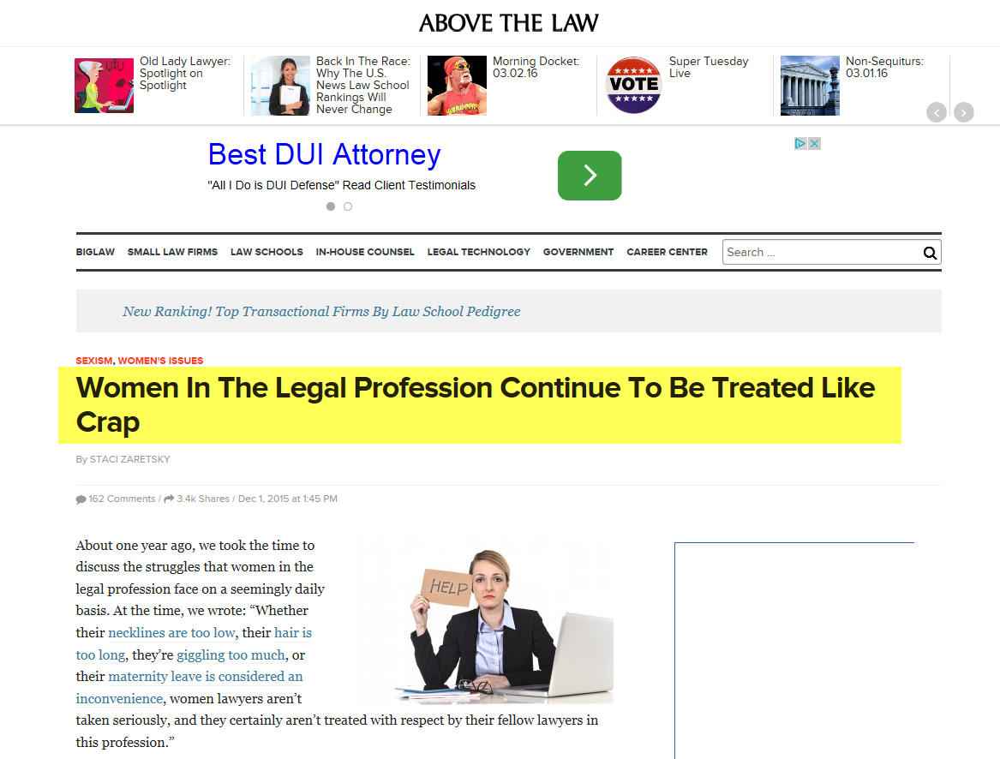 ABOVE THE LAW
Old Lady Lawyer:
Spotlight on
Spotlight
Back In The Race:
Why The U.S.
News Law School
Rankings Will
Never Change
Morning Docket:
03.02.16
VOTE
Super Tuesday
Live
Non-Sequiturs:
03.01.16
Best DUI Attorney
"All I Do is DUI Defense" Read Client Testimonials
BIGLAW SMALL LAW FIRMS LAW SCHOOLS IN-HOUSE COUNSEL LEGAL TECHNOLOGY GOVERNMENT CAREER CENTER Search ...
New Ranking! Top Transactional Firms By Law School Pedigree
SEXISM, WOMEN'S ISSUES
Women In The Legal Profession Continue To Be Treated Like
Crap
By STACI ZARETSKY
162 Comments / 3.4k Shares / Dec 1, 2015 at 1:45 PM
About one year ago, we took the time to
discuss the struggles that women in the
legal profession face on a seemingly daily
basis. At the time, we wrote: “Whether
their necklines are too low, their hair is
too long, they’re giggling too much, or
their maternity leave is considered an
inconvenience, women lawyers aren’t
taken seriously, and they certainly aren’t treated with respect by their fellow lawyers in
this profession.”
HELP